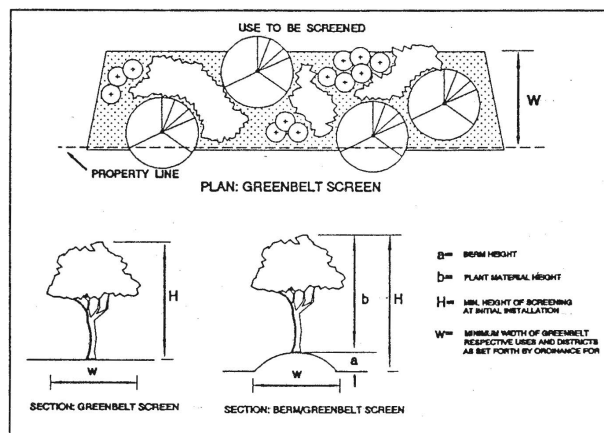 USE TO BE SCREENED
W
PROPERTY LINE
PLAN: GREENBELT SCREEN
H
W
SECTION: GREENBELT SCREEN
b
H
a
W
SECTION: BERM/GREENBELT SCREEN
a= BERM HEIGHT
b= PLANT MATERIAL HEIGHT
H= MIN. HEIGHT OF SCREENING
AT INITIAL INSTALLATION
W= MINIMUM WIDTH OF GREENBELT
RESPECTIVE USES AND DISTRICTS
AS SET FORTH BY ORDINANCE FOR